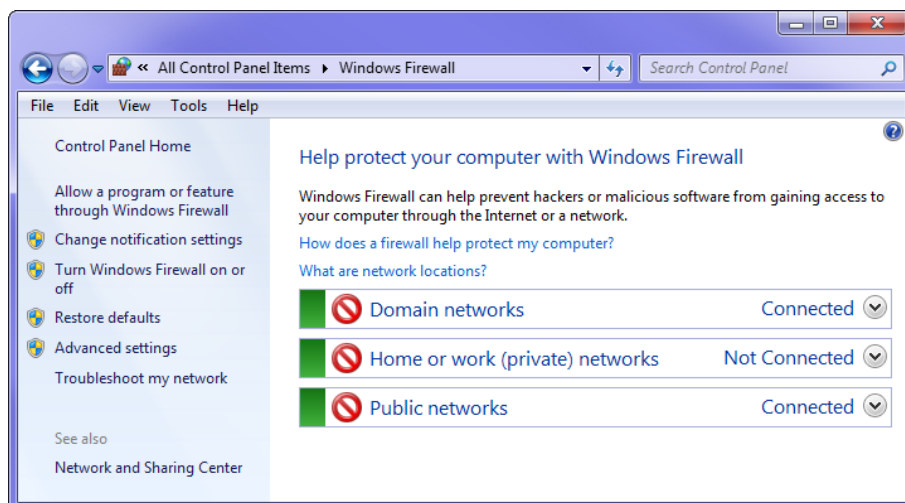 « All Control Panel Items ▸ Windows Firewall
Search Control Panel
File Edit View Tools Help
Control Panel Home
Allow a program or feature
through Windows Firewall
Change notification settings
Turn Windows Firewall on or
off
Restore defaults
Advanced settings
Troubleshoot my network
See also
Network and Sharing Center
Help protect your computer with Windows Firewall
Windows Firewall can help prevent hackers or malicious software from gaining access to
your computer through the Internet or a network.
How does a firewall help protect my computer?
What are network locations?
Domain networks Connected
Home or work (private) networks Not Connected
Public networks Connected